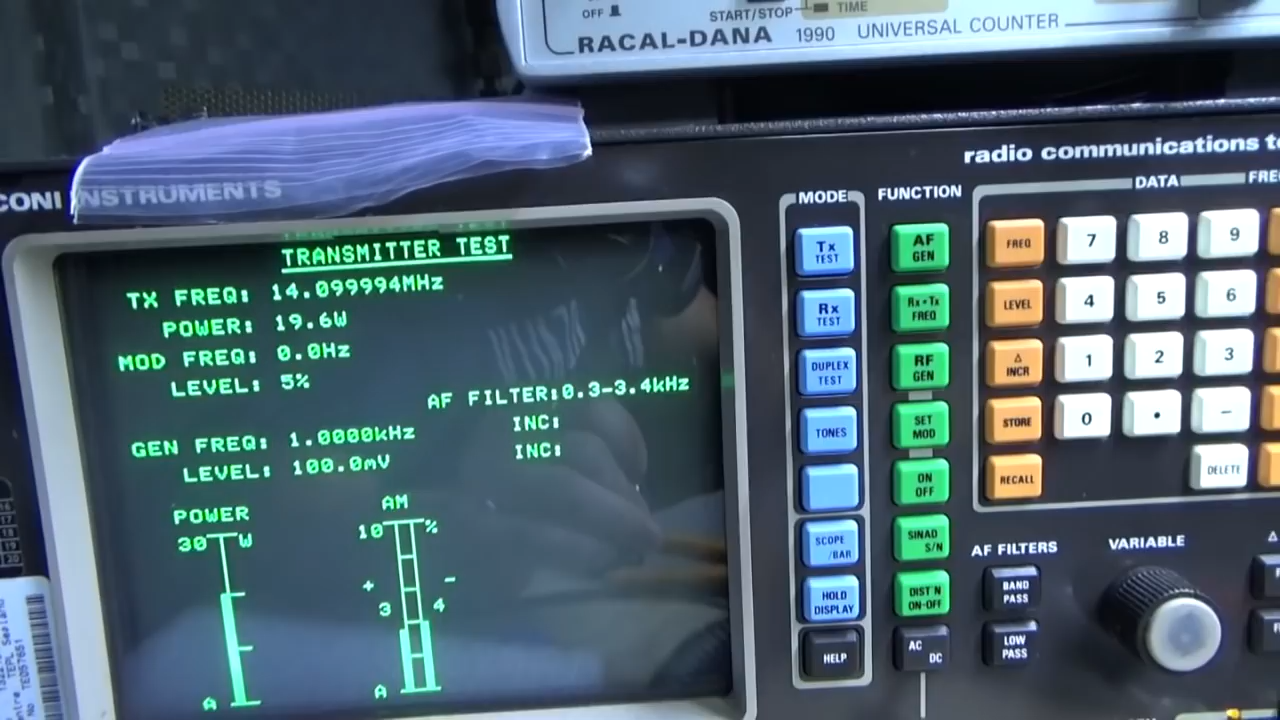 OFF
START/STOP
TIME
RACAL-DANA 1990 UNIVERSAL COUNTER
radio communications
CONI INSTRUMENTS
TRANSMITTER TEST
TX FREQ: 14.099994MHz
POWER: 19.6W
MOD FREQ: 0.0Hz
LEVEL: 5%
AF FILTER:0.3-3.4kHz
GEN FREQ: 1.0000kHz INC:
LEVEL: 100.0mV INC:
POWER
30 W
A
AM
10 %
+ -
3 4
A
MODE
Tx TEST
Rx TEST
DUPLEX TEST
TONES
SCOPE /BAR
HOLD DISPLAY
HELP
FUNCTION
AF GEN
Rx=Tx FREQ
RF GEN
SET MOD
ON OFF
SINAD S/N
DIST'N ON-OFF
AC DC
DATA
FREQ 7 8 9
LEVEL 4 5 6
Δ INCR 1 2 3
STORE 0 • −
RECALL DELETE
AF FILTERS
BAND PASS
LOW PASS
VARIABLE
TEPL
No TE057651